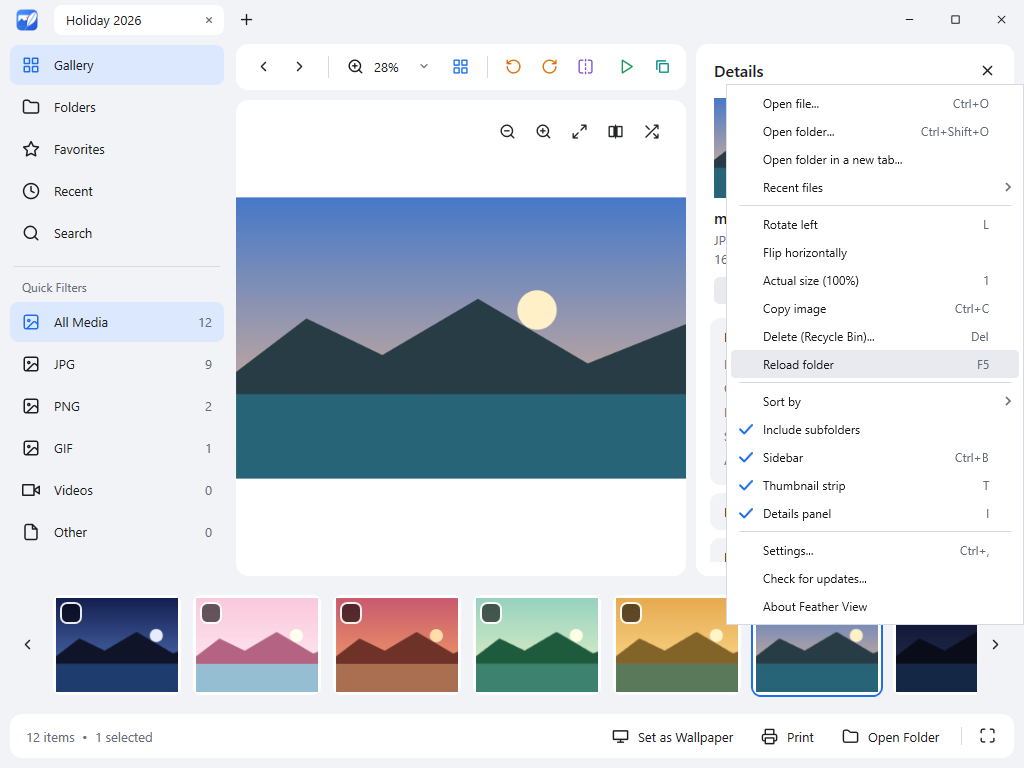 Holiday 2026
Gallery
Folders
Favorites
Recent
Search
Quick Filters
All Media 12
JPG 9
PNG 2
GIF 1
Videos 0
Other 0
28%
Details
Open file... Ctrl+O
Open folder... Ctrl+Shift+O
Open folder in a new tab...
Recent files
Rotate left L
Flip horizontally
Actual size (100%) 1
Copy image Ctrl+C
Delete (Recycle Bin)... Del
Reload folder F5
Sort by
Include subfolders
Sidebar Ctrl+B
Thumbnail strip T
Details panel I
Settings... Ctrl+,
Check for updates...
About Feather View
12 items • 1 selected
Set as Wallpaper
Print
Open Folder